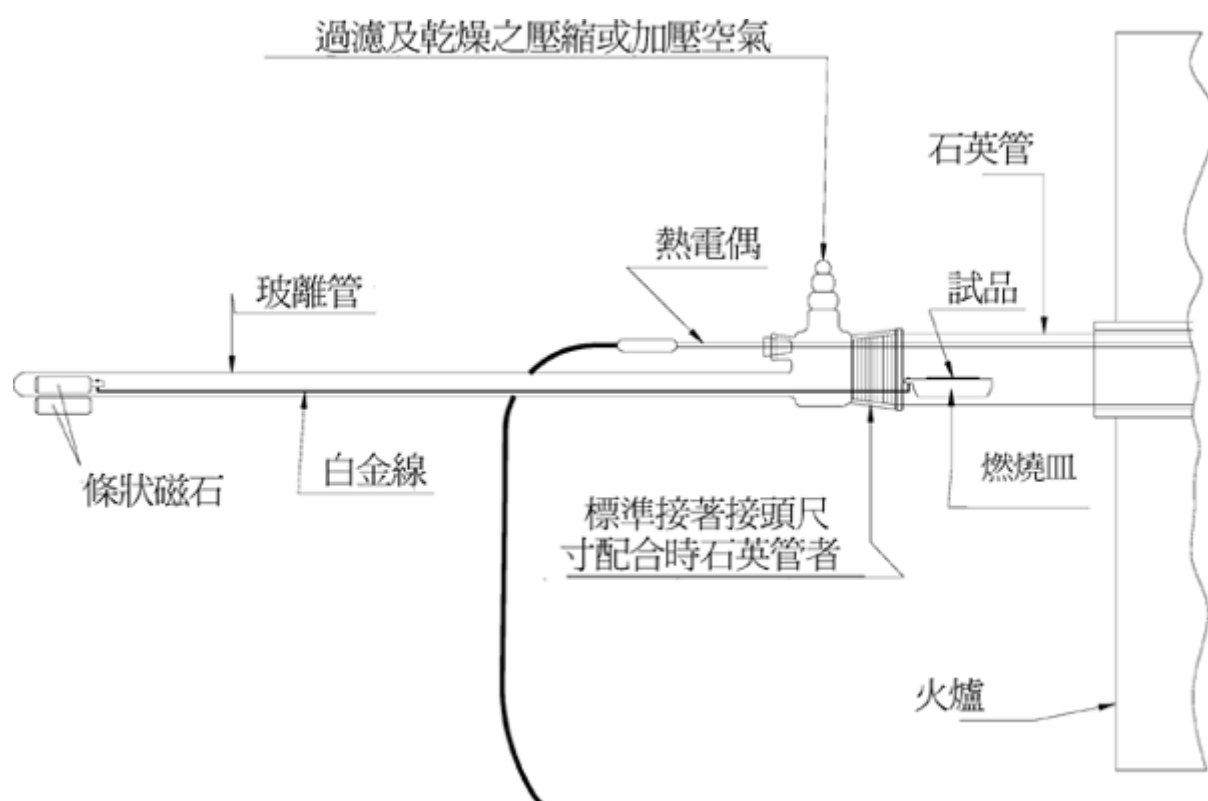 過濾及乾燥之壓縮或加壓空氣
石英管
熱電偶
試品
玻離管
條狀磁石
白金線
燃燒皿
標準接著接頭尺
寸配合時石英管者
火爐